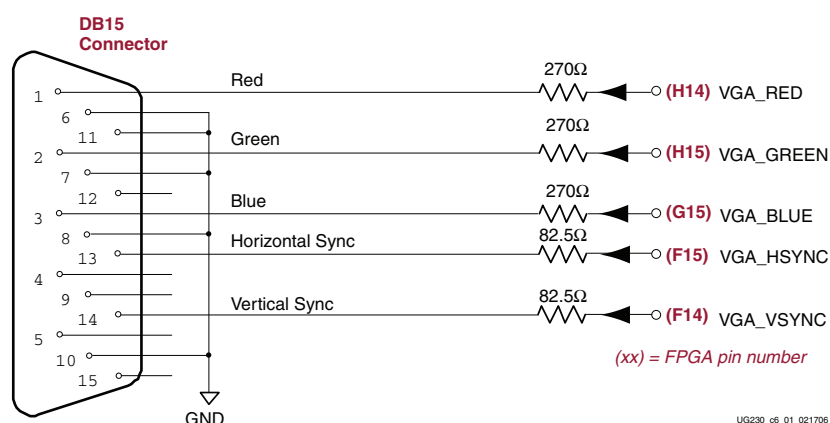 DB15
Connector
1
6
11
2
7
12
3
8
13
4
9
14
5
10
15
Red
Green
Blue
Horizontal Sync
Vertical Sync
GND
270Ω
(H14) VGA_RED
270Ω
(H15) VGA_GREEN
270Ω
(G15) VGA_BLUE
82.5Ω
(F15) VGA_HSYNC
82.5Ω
(F14) VGA_VSYNC
(xx) = FPGA pin number
UG230_c6_01_021706